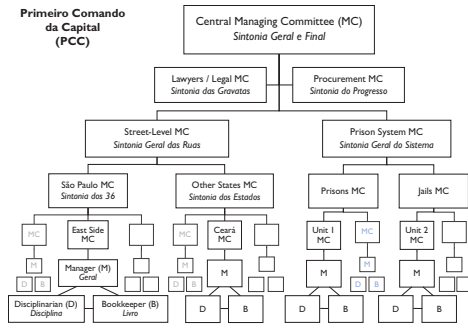 Primeiro Comando
da Capital
(PCC)
Central Managing Committee (MC)
Sintonia Geral e Final
Lawyers / Legal MC
Sintonia das Gravatas
Procurement MC
Sintonia do Progresso
Street-Level MC
Sintonia Geral das Ruas
Prison System MC
Sintonia Geral do Sistema
São Paulo MC
Sintonia dos 36
Other States MC
Sintonia dos Estados
Prisons MC
Jails MC
MC
East Side
MC
MC
Ceará
MC
Unit 1
MC
MC
Unit 2
MC
M
Manager (M)
Geral
M
M
M
M
M
D
B
Disciplinarian (D)
Disciplina
Bookkeeper (B)
Livro
D
B
D
B
D
B
D
B
D
B